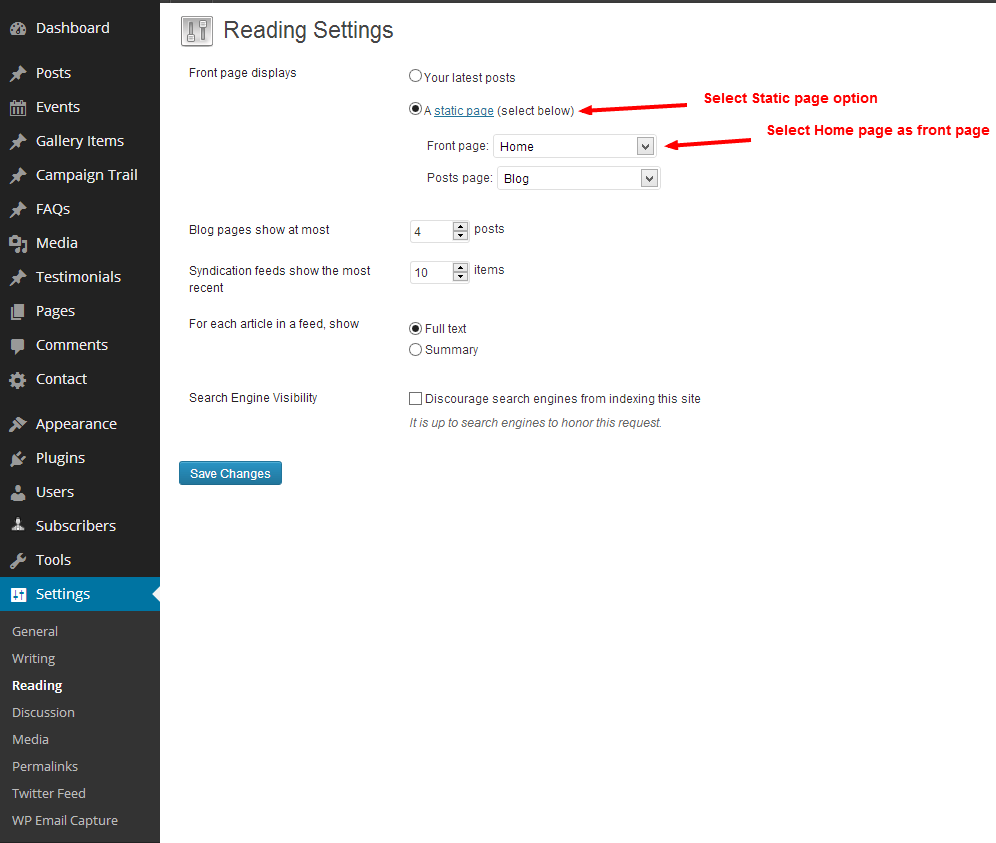 Dashboard
Posts
Events
Gallery Items
Campaign Trail
FAQs
Media
Testimonials
Pages
Comments
Contact
Appearance
Plugins
Users
Subscribers
Tools
Settings
General
Writing
Reading
Discussion
Media
Permalinks
Twitter Feed
WP Email Capture
Reading Settings
Front page displays
Your latest posts
A static page (select below)
Select Static page option
Front page: Home
Select Home page as front page
Posts page: Blog
Blog pages show at most 4 posts
Syndication feeds show the most
recent
10 items
For each article in a feed, show
Full text
Summary
Search Engine Visibility
Discourage search engines from indexing this site
It is up to search engines to honor this request.
Save Changes